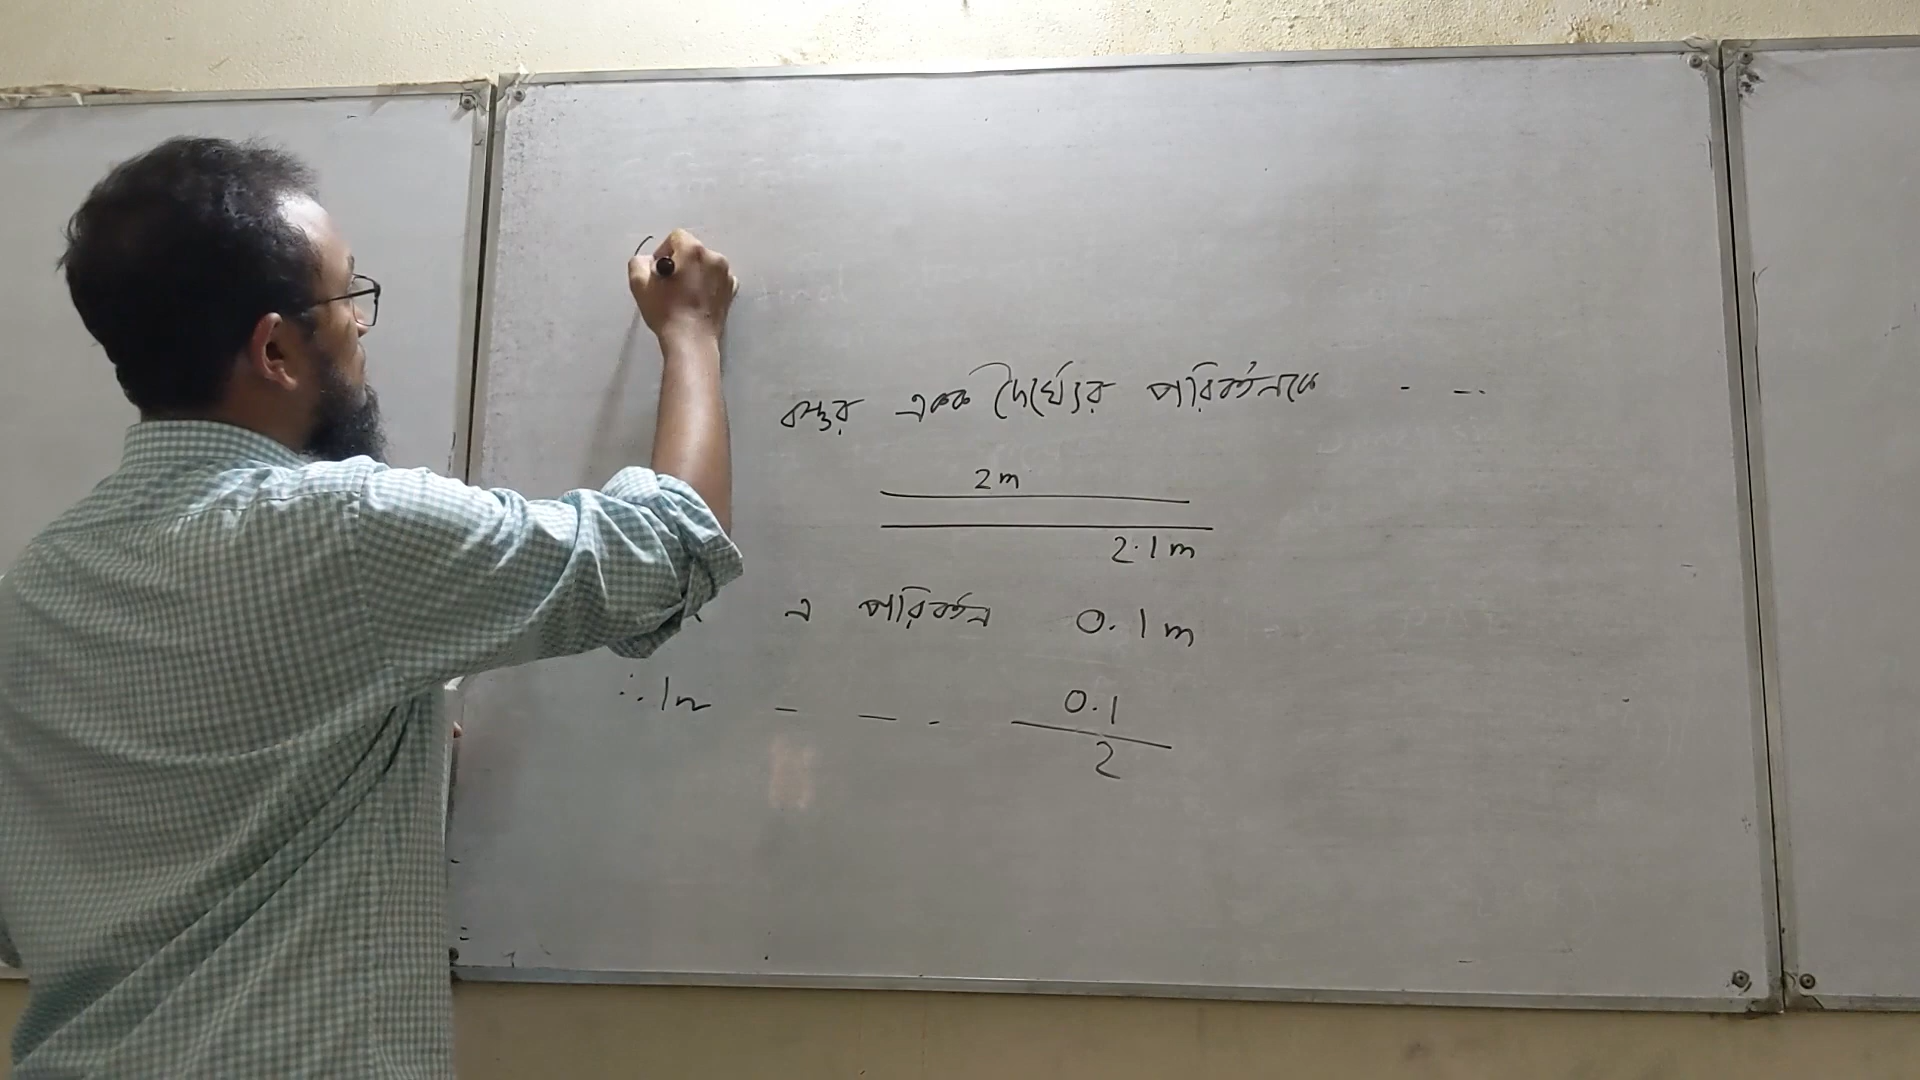 বস্তুর একক দৈর্ঘ্যের পরিবর্তনকে - - ..
2m
2.1m
এ পরিবর্তন 0.1m
∴ 1m - - - 0.1
2